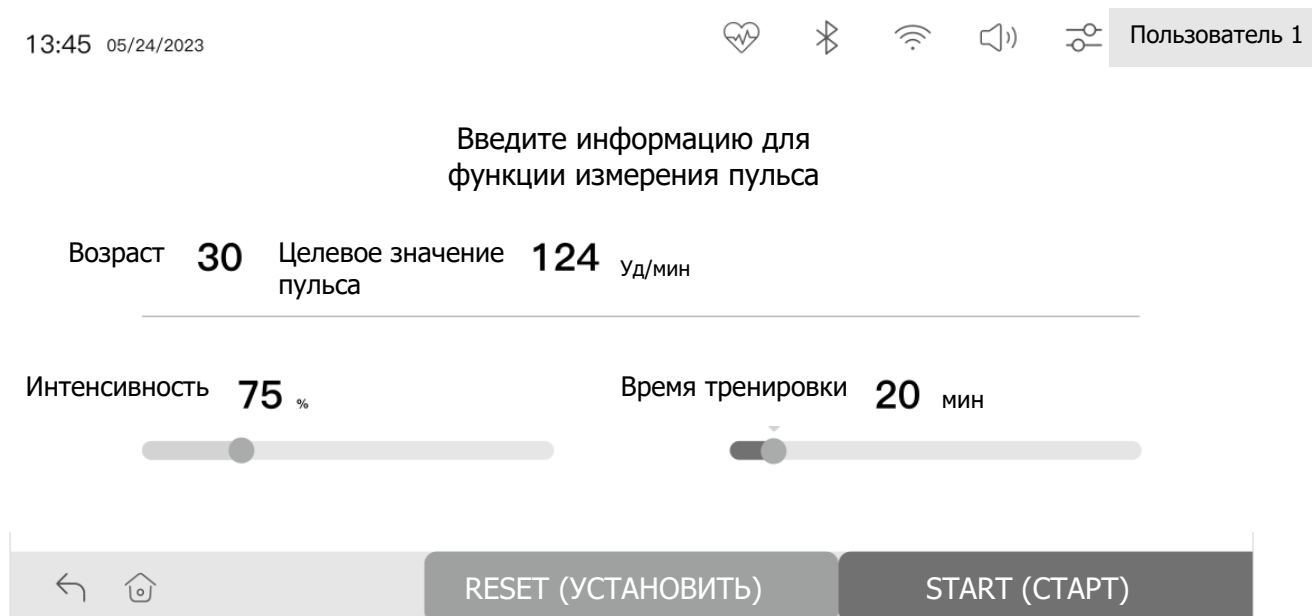 13:45 05/24/2023 Пользователь 1
Введите информацию для
функции измерения пульса
Возраст 30 Целевое значение 124 Уд/мин
пульса
Интенсивность 75 % Время тренировки 20 мин
RESET (УСТАНОВИТЬ) START (СТАРТ)